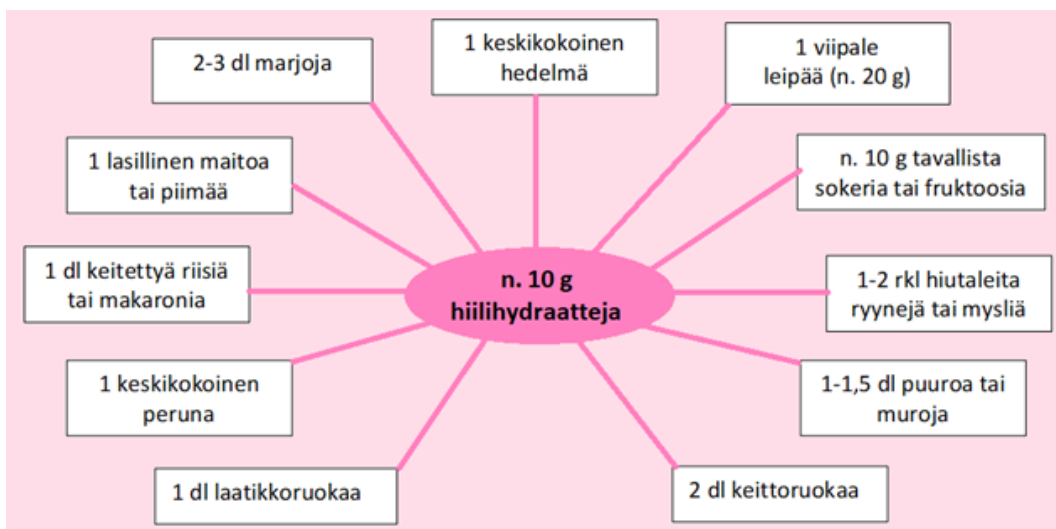 1 keskikokoinen
hedelmä
1 viipale
leipää (n. 20 g)
2-3 dl marjoja
1 lasillinen maitoa
tai piimää
n. 10 g tavallista
sokeria tai fruktoosia
1 dl keitettyä riisiä
tai makaronia
n. 10 g
hiilihydraatteja
1-2 rkl hiutaleita
ryynejä tai mysliä
1 keskikokoinen
peruna
1-1,5 dl puuroa tai
muroja
1 dl laatikkoruokaa
2 dl keittoruokaa